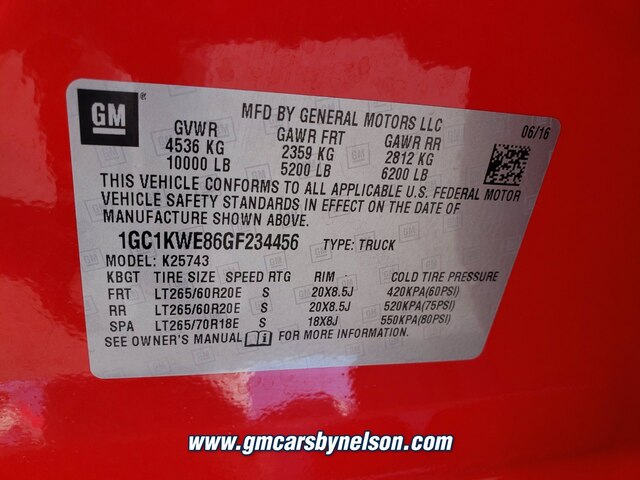 GM
MFD BY GENERAL MOTORS LLC
06/16
GVWR GAWR FRT GAWR RR
4536 KG 2359 KG 2812 KG
10000 LB 5200 LB 6200 LB
THIS VEHICLE CONFORMS TO ALL APPLICABLE U.S. FEDERAL MOTOR
VEHICLE SAFETY STANDARDS IN EFFECT ON THE DATE OF
MANUFACTURE SHOWN ABOVE.
1GC1KWE86GF234456 TYPE: TRUCK
MODEL: K25743
KBGT TIRE SIZE SPEED RTG RIM COLD TIRE PRESSURE
FRT LT265/60R20E S 20X8.5J 420KPA(60PSI)
RR LT265/60R20E S 20X8.5J 520KPA(75PSI)
SPA LT265/70R18E S 18X8J 550KPA(80PSI)
SEE OWNER'S MANUAL FOR MORE INFORMATION.
www.gmcarsbynelson.com